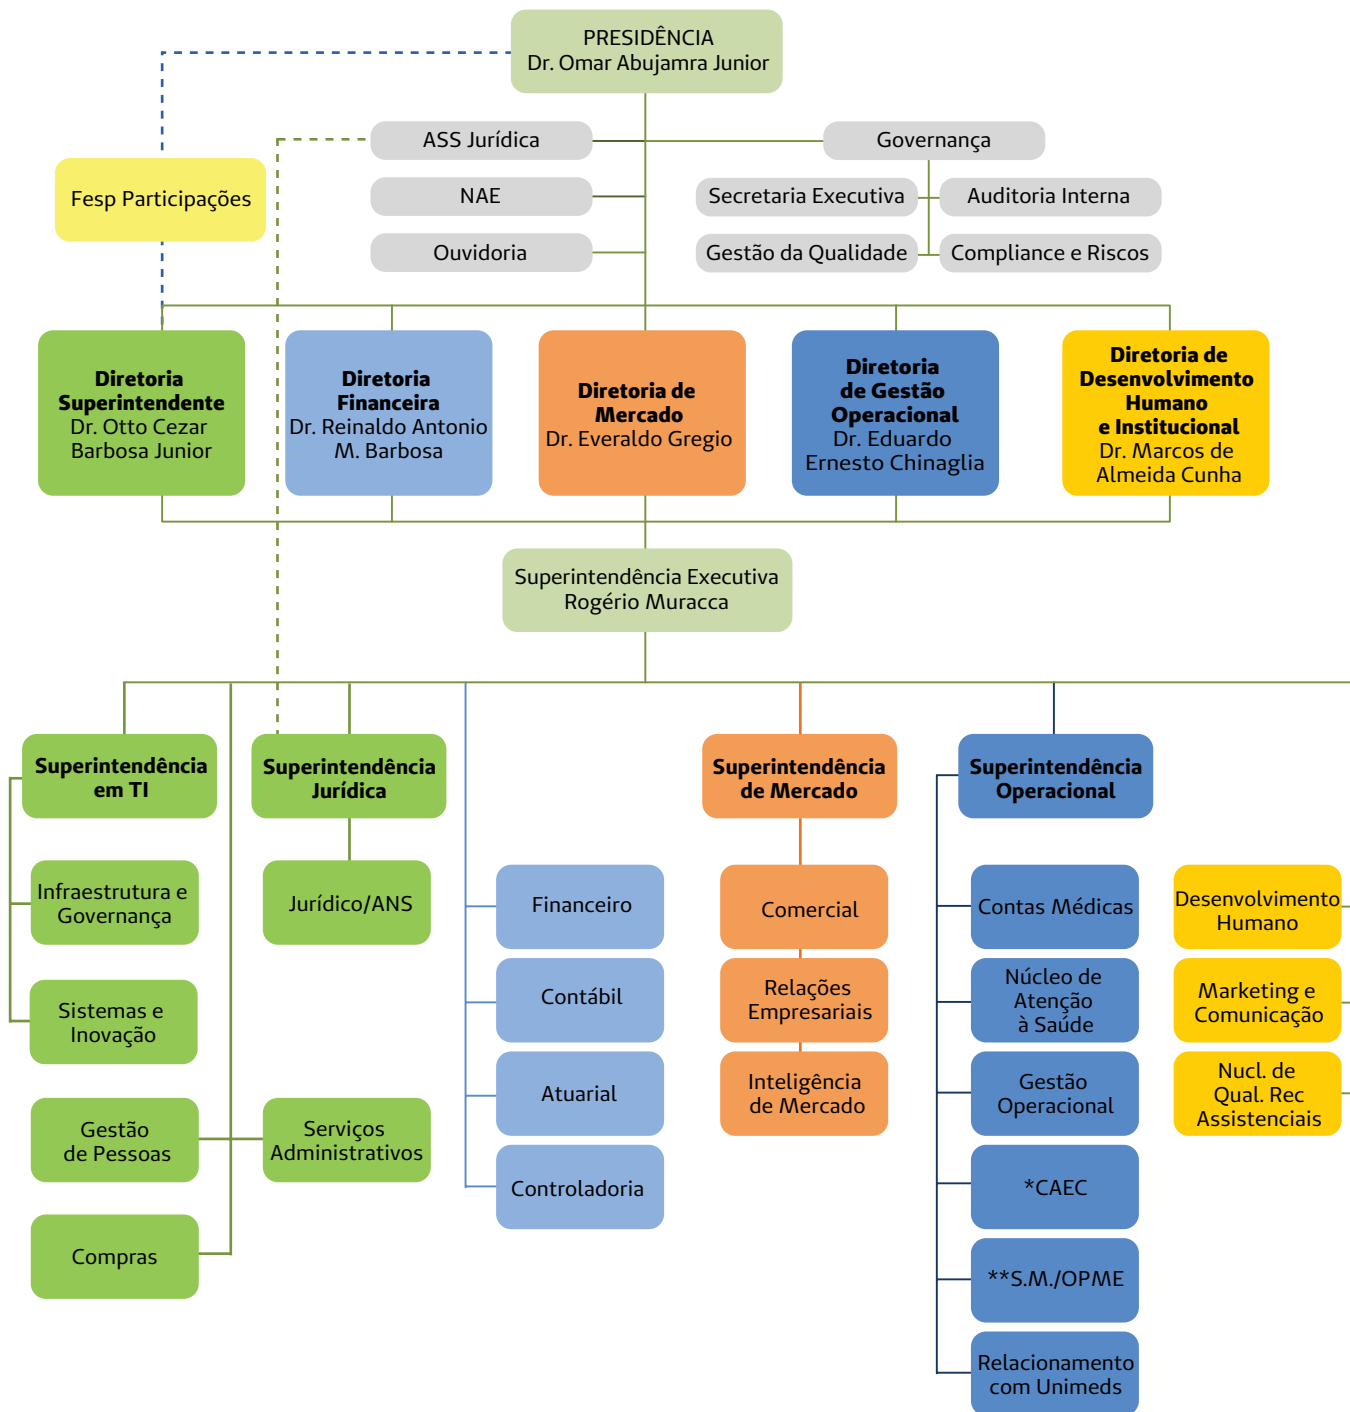 PRESIDÊNCIA
Dr. Omar Abujamra Junior
ASS Jurídica
Governança
Fesp Participações
NAE
Secretaria Executiva
Auditoria Interna
Ouvidoria
Gestão da Qualidade
Compliance e Riscos
Diretoria
Superintendente
Dr. Otto Cezar
Barbosa Junior
Diretoria
Financeira
Dr. Reinaldo Antonio
M. Barbosa
Diretoria de
Mercado
Dr. Everaldo Gregio
Diretoria
de Gestão
Operacional
Dr. Eduardo
Ernesto Chinaglia
Diretoria de
Desenvolvimento
Humano
e Institucional
Dr. Marcos de
Almeida Cunha
Superintendência Executiva
Rogério Muracca
Superintendência
em TI
Superintendência
Jurídica
Superintendência
de Mercado
Superintendência
Operacional
Infraestrutura e
Governança
Jurídico/ANS
Financeiro
Comercial
Contas Médicas
Desenvolvimento
Humano
Sistemas e
Inovação
Contábil
Relações
Empresariais
Núcleo de
Atenção
à Saúde
Marketing e
Comunicação
Gestão
de Pessoas
Serviços
Administrativos
Atuarial
Inteligência
de Mercado
Gestão
Operacional
Nucl. de
Qual. Rec
Assistenciais
Compras
Controladoria
*CAEC
**S.M./OPME
Relacionamento
com Unimeds